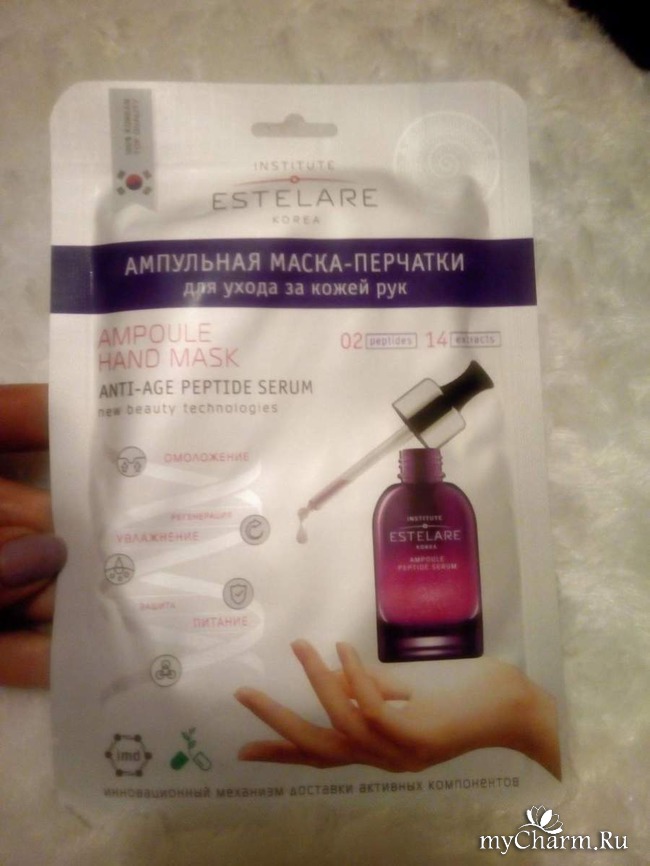 INSTITUTE
ESTELARE
KOREA
АМПУЛЬНАЯ МАСКА-ПЕРЧАТКИ
для ухода за кожей рук
AMPOULE
HAND MASK
02 peptides 14 extracts
ANTI-AGE PEPTIDE SERUM
new beauty technologies
ОМОЛОЖЕНИЕ
РЕГЕНЕРАЦИЯ
УВЛАЖНЕНИЕ
ЗАЩИТА
ПИТАНИЕ
INSTITUTE
ESTELARE
KOREA
AMPOULE
PEPTIDE SERUM
imd
инновационный механизм доставки активных компонентов
myCharm.Ru